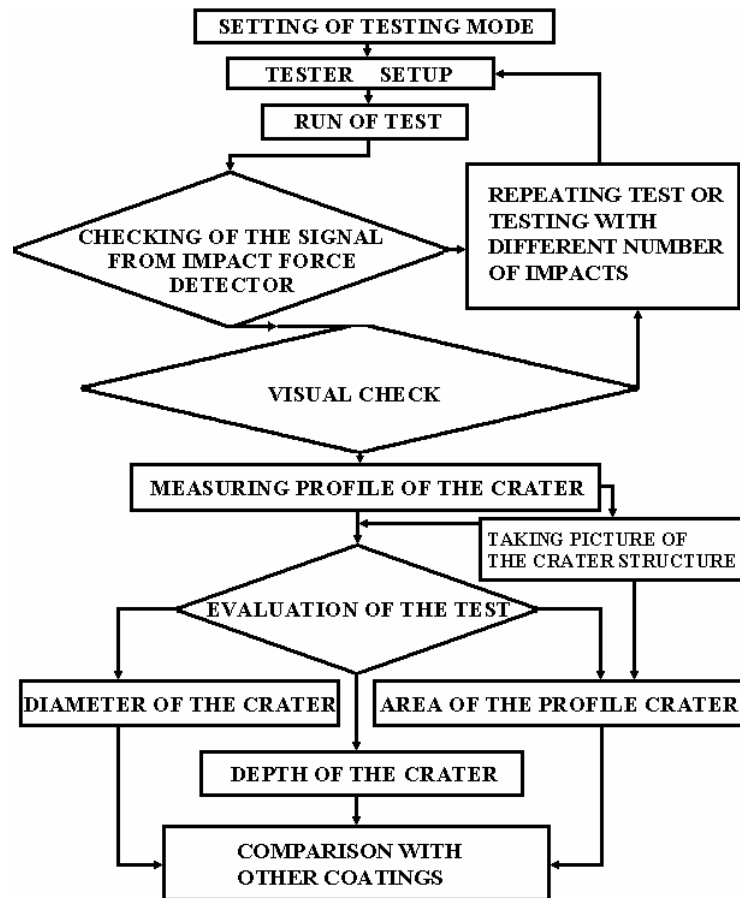 SETTING OF TESTING MODE
TESTER SETUP
RUN OF TEST
CHECKING OF THE SIGNAL
FROM IMPACT FORCE
DETECTOR
REPEATING TEST OR
TESTING WITH
DIFFERENT NUMBER
OF IMPACTS
VISUAL CHECK
MEASURING PROFILE OF THE CRATER
TAKING PICTURE OF
THE CRATER STRUCTURE
EVALUATION OF THE TEST
DIAMETER OF THE CRATER
AREA OF THE PROFILE CRATER
DEPTH OF THE CRATER
COMPARISON WITH
OTHER COATINGS